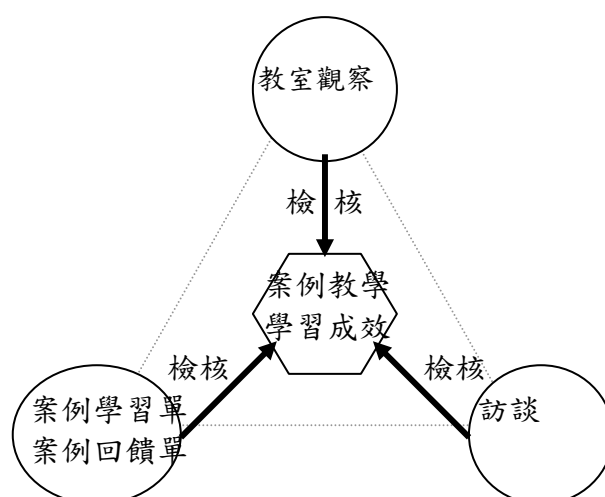 教室觀察
檢 核
案例教學
學習成效
檢核
檢核
案例學習單
案例回饋單
訪談